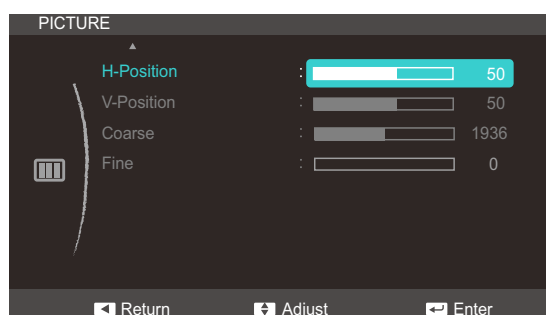 PICTURE
H-Position : 50
V-Position : 50
Coarse : 1936
Fine : 0
Return Adjust Enter